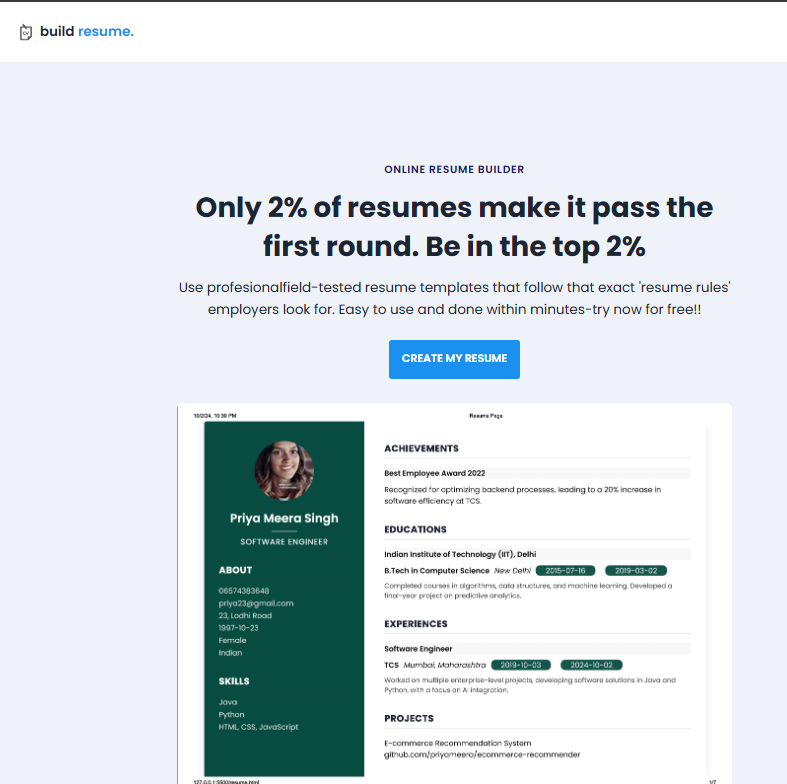 build resume.
ONLINE RESUME BUILDER
Only 2% of resumes make it pass the
first round. Be in the top 2%
Use profesionalfield-tested resume templates that follow that exact 'resume rules'
employers look for. Easy to use and done within minutes-try now for free!!
CREATE MY RESUME
10/2/24, 10:39 PM
Resume Page
Priya Meera Singh
SOFTWARE ENGINEER
ABOUT
06574383648
priya23@gmail.com
23, Lodhi Road
1997-10-23
Female
Indian
SKILLS
Java
Python
HTML, CSS, JavaScript
ACHIEVEMENTS
Best Employee Award 2022
Recognized for optimizing backend processes, leading to a 20% increase in
software efficiency at TCS.
EDUCATIONS
Indian Institute of Technology (IIT), Delhi
B.Tech in Computer Science New Delhi 2015-07-16 2019-03-02
Completed courses in algorithms, data structures, and machine learning. Developed a
final-year project on predictive analytics.
EXPERIENCES
Software Engineer
TCS Mumbai, Maharashtra 2019-10-03 2024-10-02
Worked on multiple enterprise-level projects, developing software solutions in Java and
Python, with a focus on AI integration.
PROJECTS
E-commerce Recommendation System
github.com/priyameera/ecommerce-recommender
127.0.0.1:5500/resume.html
1/7